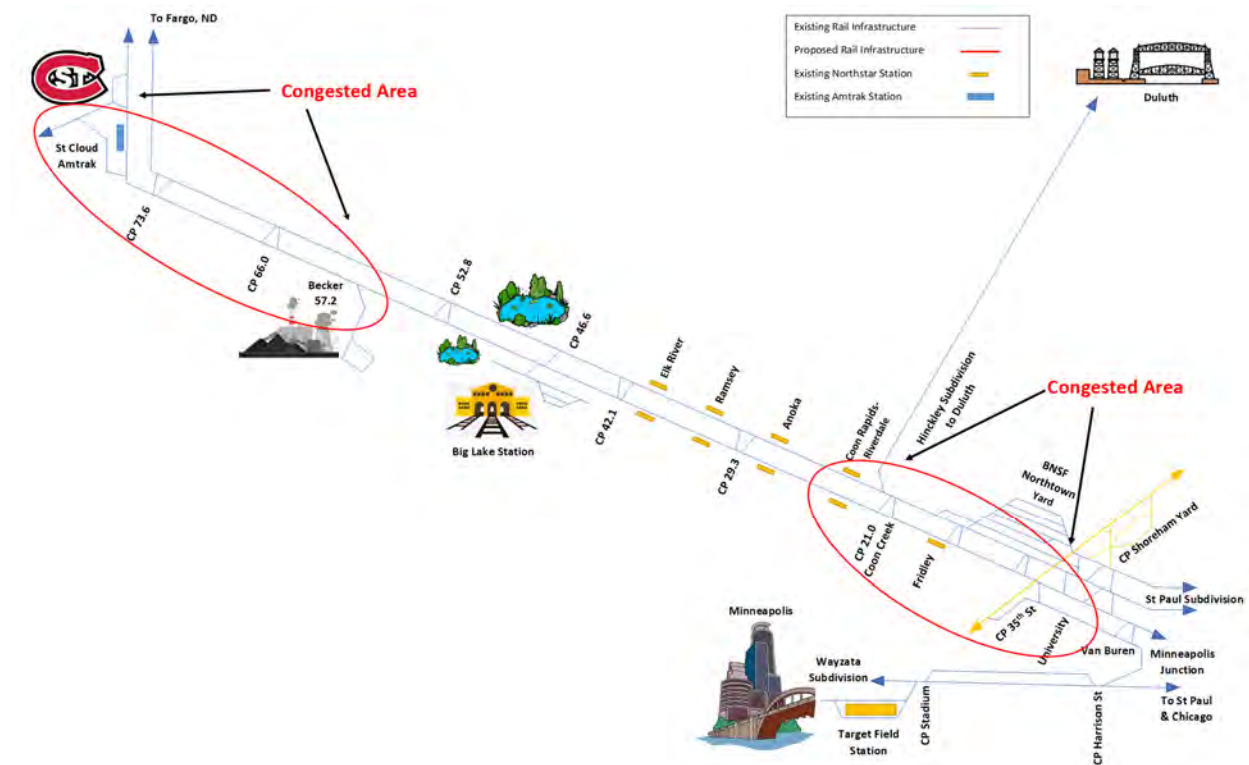 To Fargo, ND
Existing Rail Infrastructure
Proposed Rail Infrastructure
Existing Northstar Station
Existing Amtrak Station
Congested Area
ST
C
St Cloud
Amtrak
Duluth
CP 73.6
CP 66.0
Becker
57.2
CP 52.8
CP 46.6
Big Lake Station
CP 42.1
Elk River
Ramsey
CP 29.3
Anoka
Coon Rapids-
Riverdale
Hinckley Subdivision
to Duluth
Congested Area
CP 21.0
Coon Creek
Fridley
BNSF
Northtown
Yard
CP Shoreham Yard
St Paul Subdivision
CP 35th St
University
Van Buren
Minneapolis
Junction
Minneapolis
Wayzata
Subdivision
Target Field
Station
CP Stadium
CP Harrison St
To St Paul
& Chicago